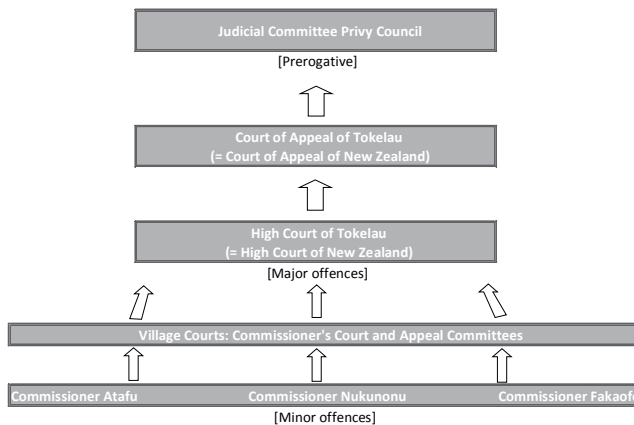 Judicial Committee Privy Council
[Prerogative]
Court of Appeal of Tokelau
(= Court of Appeal of New Zealand)
High Court of Tokelau
(= High Court of New Zealand)
[Major offences]
Village Courts: Commissioner's Court and Appeal Committees
Commissioner Atafu Commissioner Nukunonu Commissioner Fakaofo
[Minor offences]